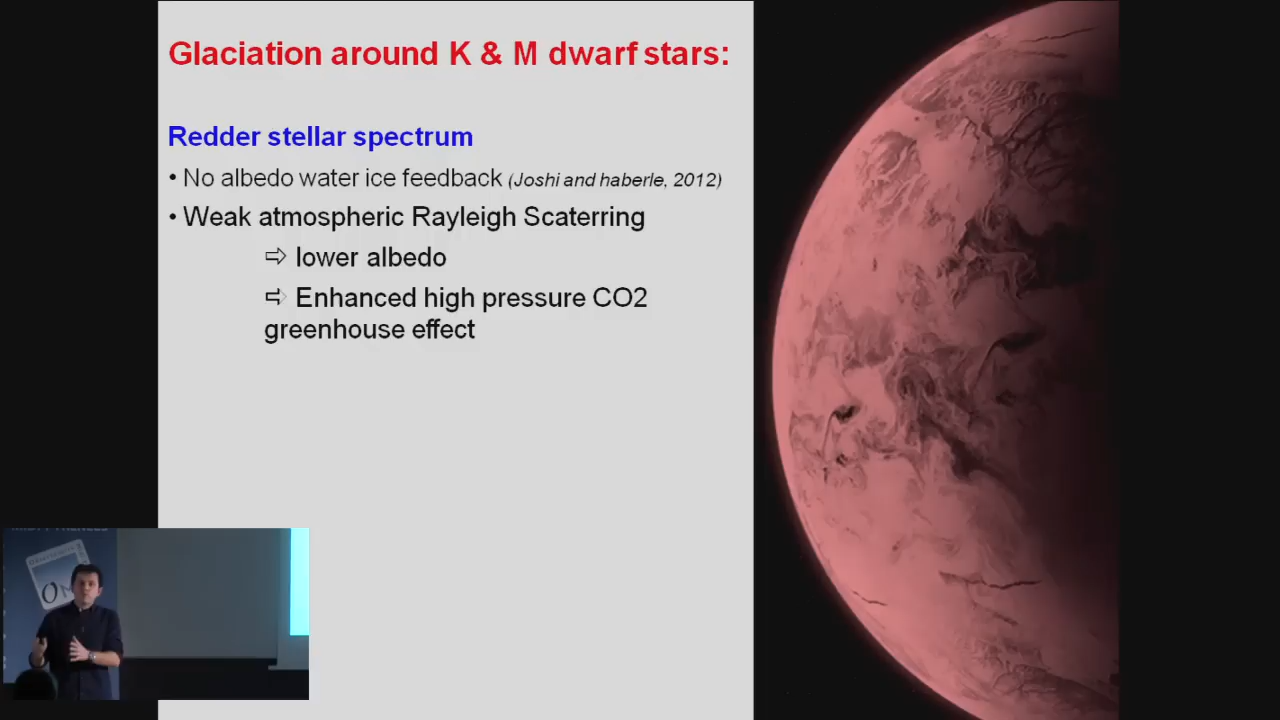 Glaciation around K & M dwarf stars:
Redder stellar spectrum
• No albedo water ice feedback (Joshi and haberle, 2012)
• Weak atmospheric Rayleigh Scaterring
⇨ lower albedo
⇨ Enhanced high pressure CO2
greenhouse effect